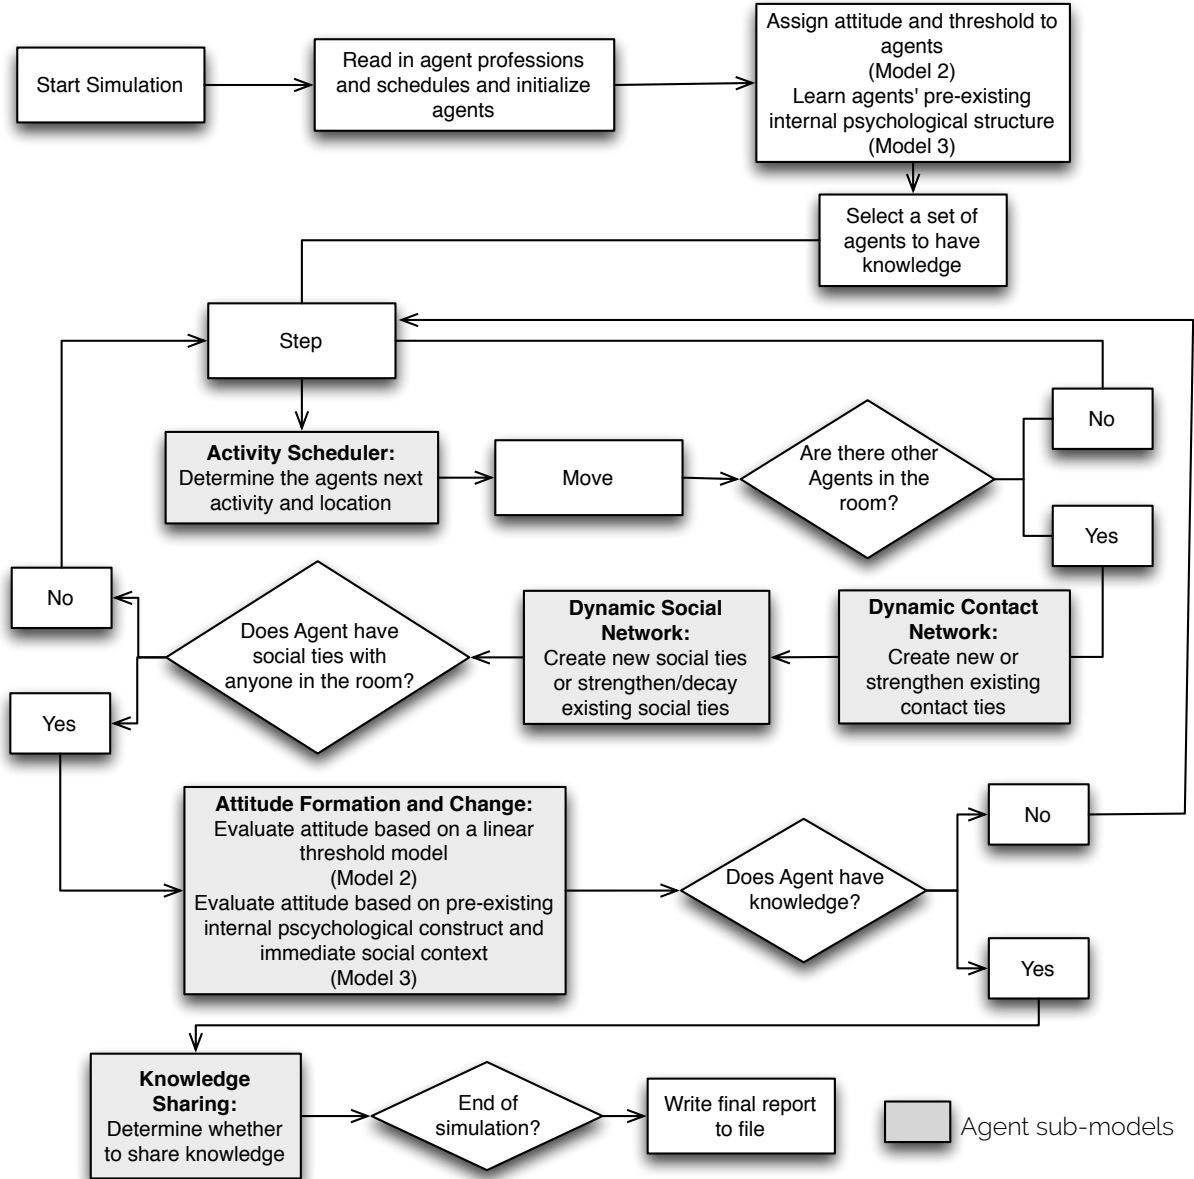 Start Simulation
Read in agent professions
and schedules and initialize
agents
Assign attitude and threshold to
agents
(Model 2)
Learn agents' pre-existing
internal psychological structure
(Model 3)
Select a set of
agents to have
knowledge
Step
Activity Scheduler:
Determine the agents next
activity and location
Move
Are there other
Agents in the
room?
No
Yes
Dynamic Contact
Network:
Create new or
strengthen existing
contact ties
Dynamic Social
Network:
Create new social ties
or strengthen/decay
existing social ties
Does Agent have
social ties with
anyone in the room?
No
Yes
Attitude Formation and Change:
Evaluate attitude based on a linear
threshold model
(Model 2)
Evaluate attitude based on pre-existing
internal pscychological construct and
immediate social context
(Model 3)
Does Agent have
knowledge?
No
Yes
Knowledge
Sharing:
Determine whether
to share knowledge
End of
simulation?
Write final report
to file
Agent sub-models